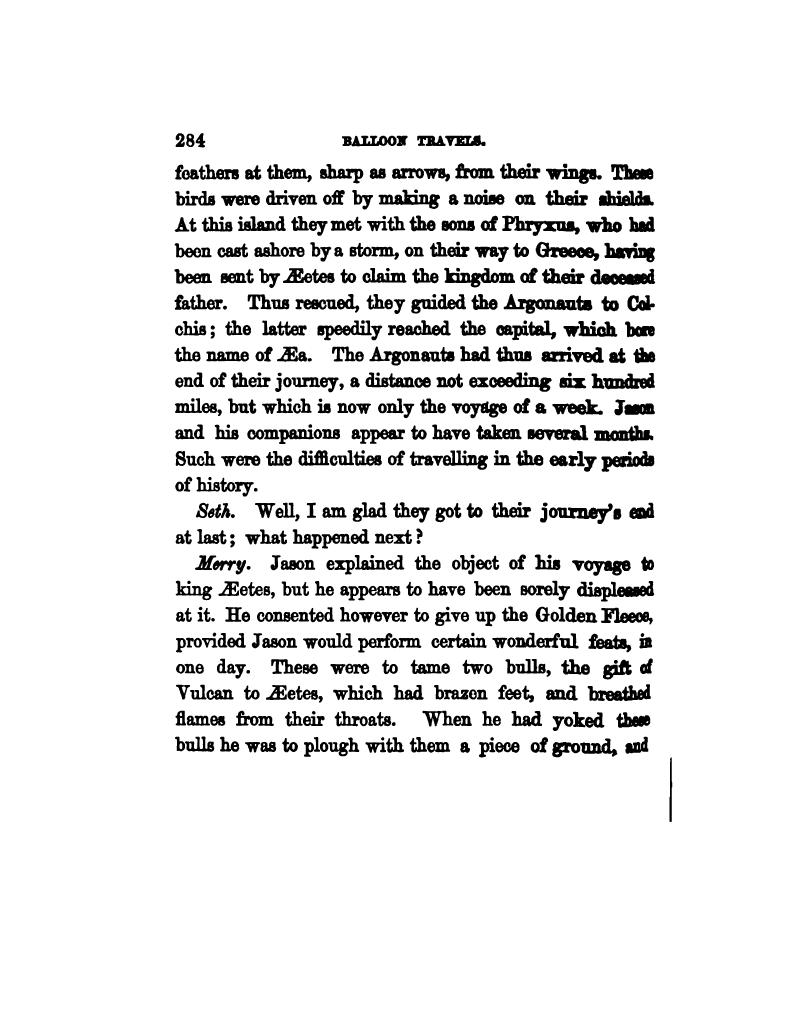 284 BALLOON TRAVELS.
feathers at them, sharp as arrows, from their wings. These
birds were driven off by making a noise on their shields.
At this island they met with the sons of Phryxus, who had
been cast ashore by a storm, on their way to Greece, having
been sent by Æetes to claim the kingdom of their deceased
father. Thus rescued, they guided the Argonauts to Col-
chis; the latter speedily reached the capital, which bore
the name of Æa. The Argonauts had thus arrived at the
end of their journey, a distance not exceeding six hundred
miles, but which is now only the voyage of a week. Jason
and his companions appear to have taken several months.
Such were the difficulties of travelling in the early periods
of history.
Seth. Well, I am glad they got to their journey's end
at last; what happened next?
Merry. Jason explained the object of his voyage to
king Æetes, but he appears to have been sorely displeased
at it. He consented however to give up the Golden Fleece,
provided Jason would perform certain wonderful feats, in
one day. These were to tame two bulls, the gift of
Vulcan to Æetes, which had brazen feet, and breathed
flames from their throats. When he had yoked these
bulls he was to plough with them a piece of ground, and